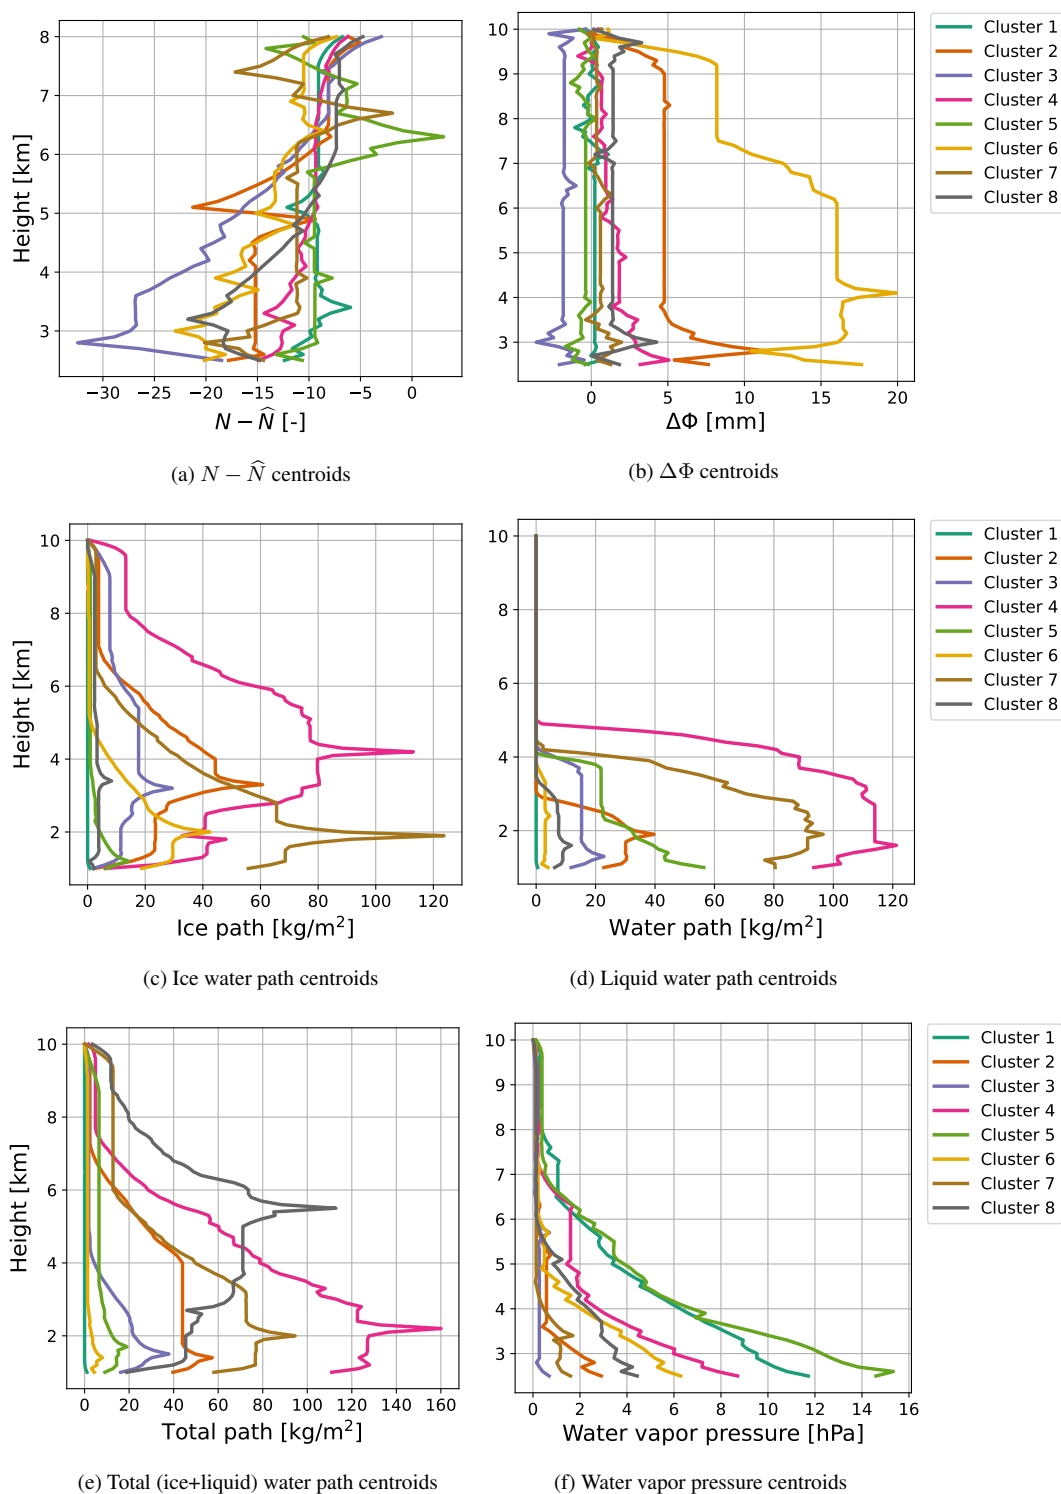 8
7
6
5
4
3
Height [km]
−30
−25
−20
−15
−10
−5
0
N − N̂ [-]
(a) N − N̂ centroids
10
9
8
7
6
5
4
3
0
5
10
15
20
ΔΦ [mm]
(b) ΔΦ centroids
Cluster 1
Cluster 2
Cluster 3
Cluster 4
Cluster 5
Cluster 6
Cluster 7
Cluster 8
10
8
6
4
2
Height [km]
0
20
40
60
80
100
120
Ice path [kg/m²]
(c) Ice water path centroids
10
8
6
4
2
0
20
40
60
80
100
120
Water path [kg/m²]
(d) Liquid water path centroids
Cluster 1
Cluster 2
Cluster 3
Cluster 4
Cluster 5
Cluster 6
Cluster 7
Cluster 8
10
8
6
4
2
Height [km]
0
20
40
60
80
100
120
140
160
Total path [kg/m²]
(e) Total (ice+liquid) water path centroids
10
9
8
7
6
5
4
3
0
2
4
6
8
10
12
14
16
Water vapor pressure [hPa]
(f) Water vapor pressure centroids
Cluster 1
Cluster 2
Cluster 3
Cluster 4
Cluster 5
Cluster 6
Cluster 7
Cluster 8